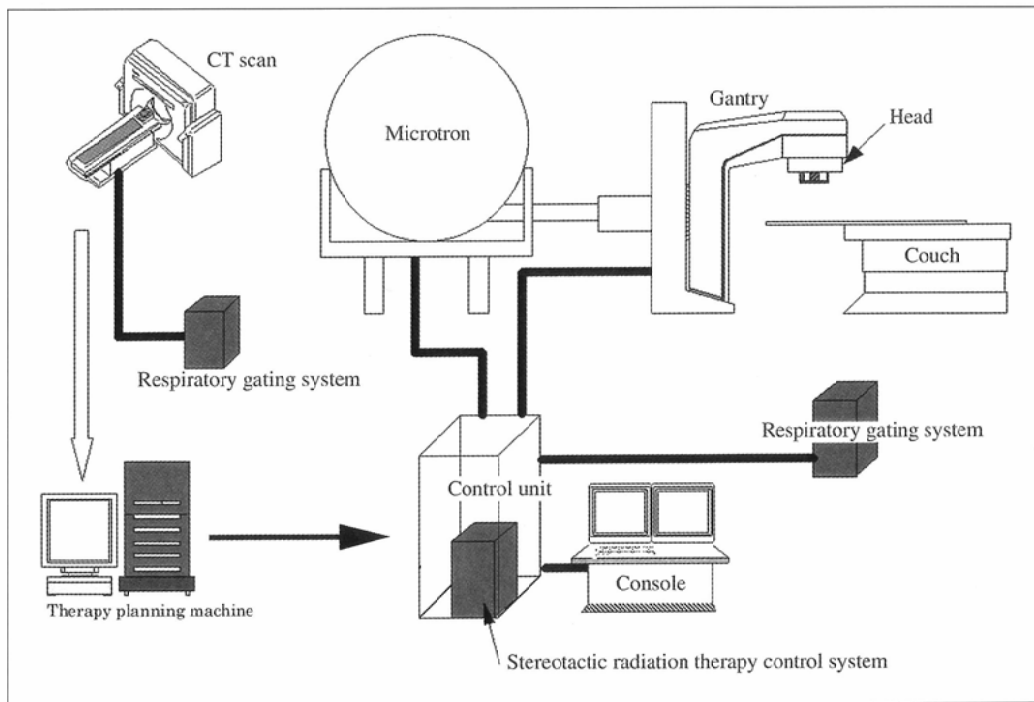 CT scan
Microtron
Gantry
Head
Couch
Respiratory gating system
Respiratory gating system
Control unit
Console
Therapy planning machine
Stereotactic radiation therapy control system